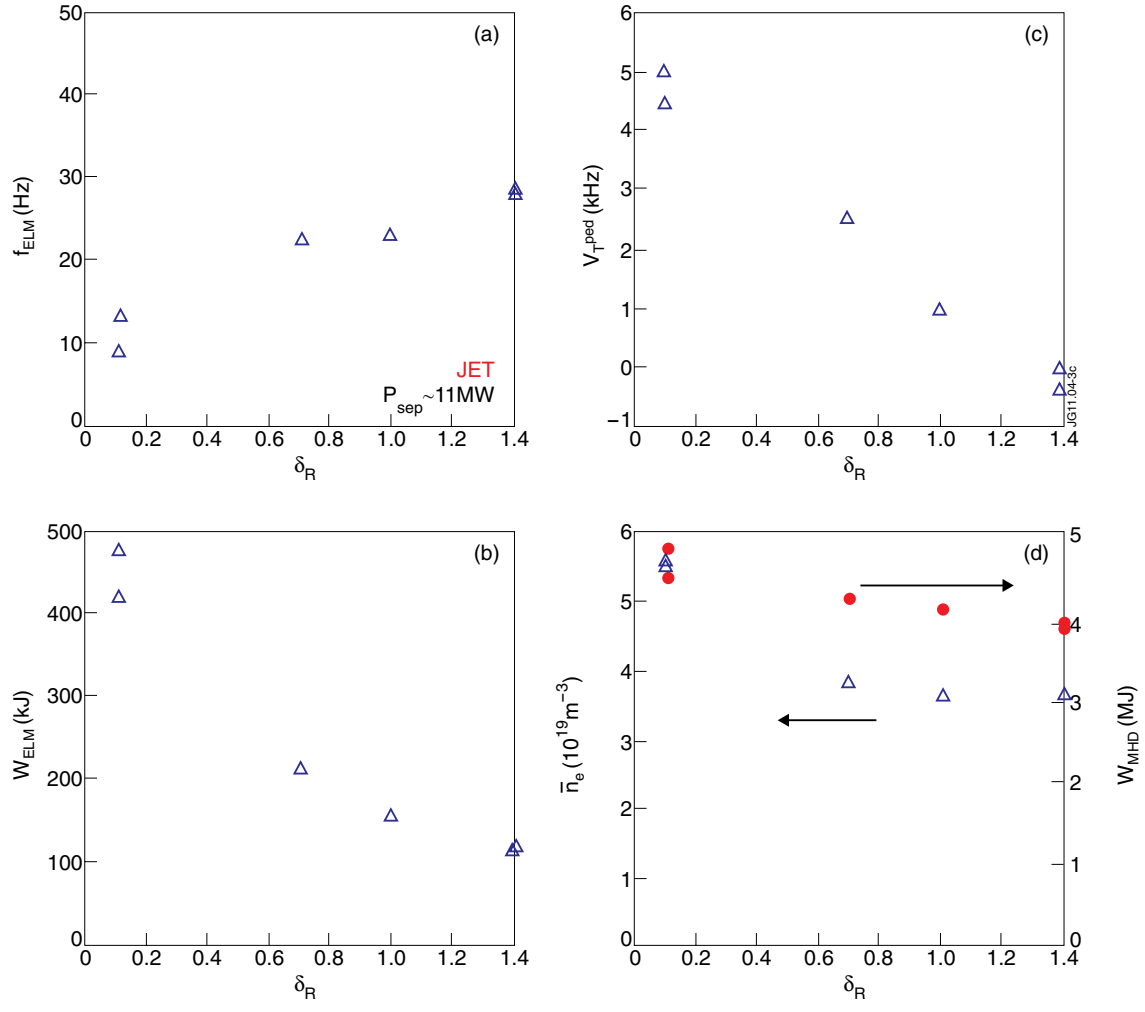 50
(a)
40
30
20
10
0
f_ELM (Hz)
JET
P_sep~11MW
0 0.2 0.4 0.6 0.8 1.0 1.2 1.4
δ_R
6
(c)
5
4
3
2
1
0
−1
V_T^ped (kHz)
JG11.04-3c
0 0.2 0.4 0.6 0.8 1.0 1.2 1.4
δ_R
500
(b)
400
300
200
100
0
W_ELM (kJ)
0 0.2 0.4 0.6 0.8 1.0 1.2 1.4
δ_R
6
(d)
5
4
3
2
1
0
n̅_e (10^19 m^−3)
5
4
3
2
1
0
W_MHD (MJ)
0 0.2 0.4 0.6 0.8 1.0 1.2 1.4
δ_R